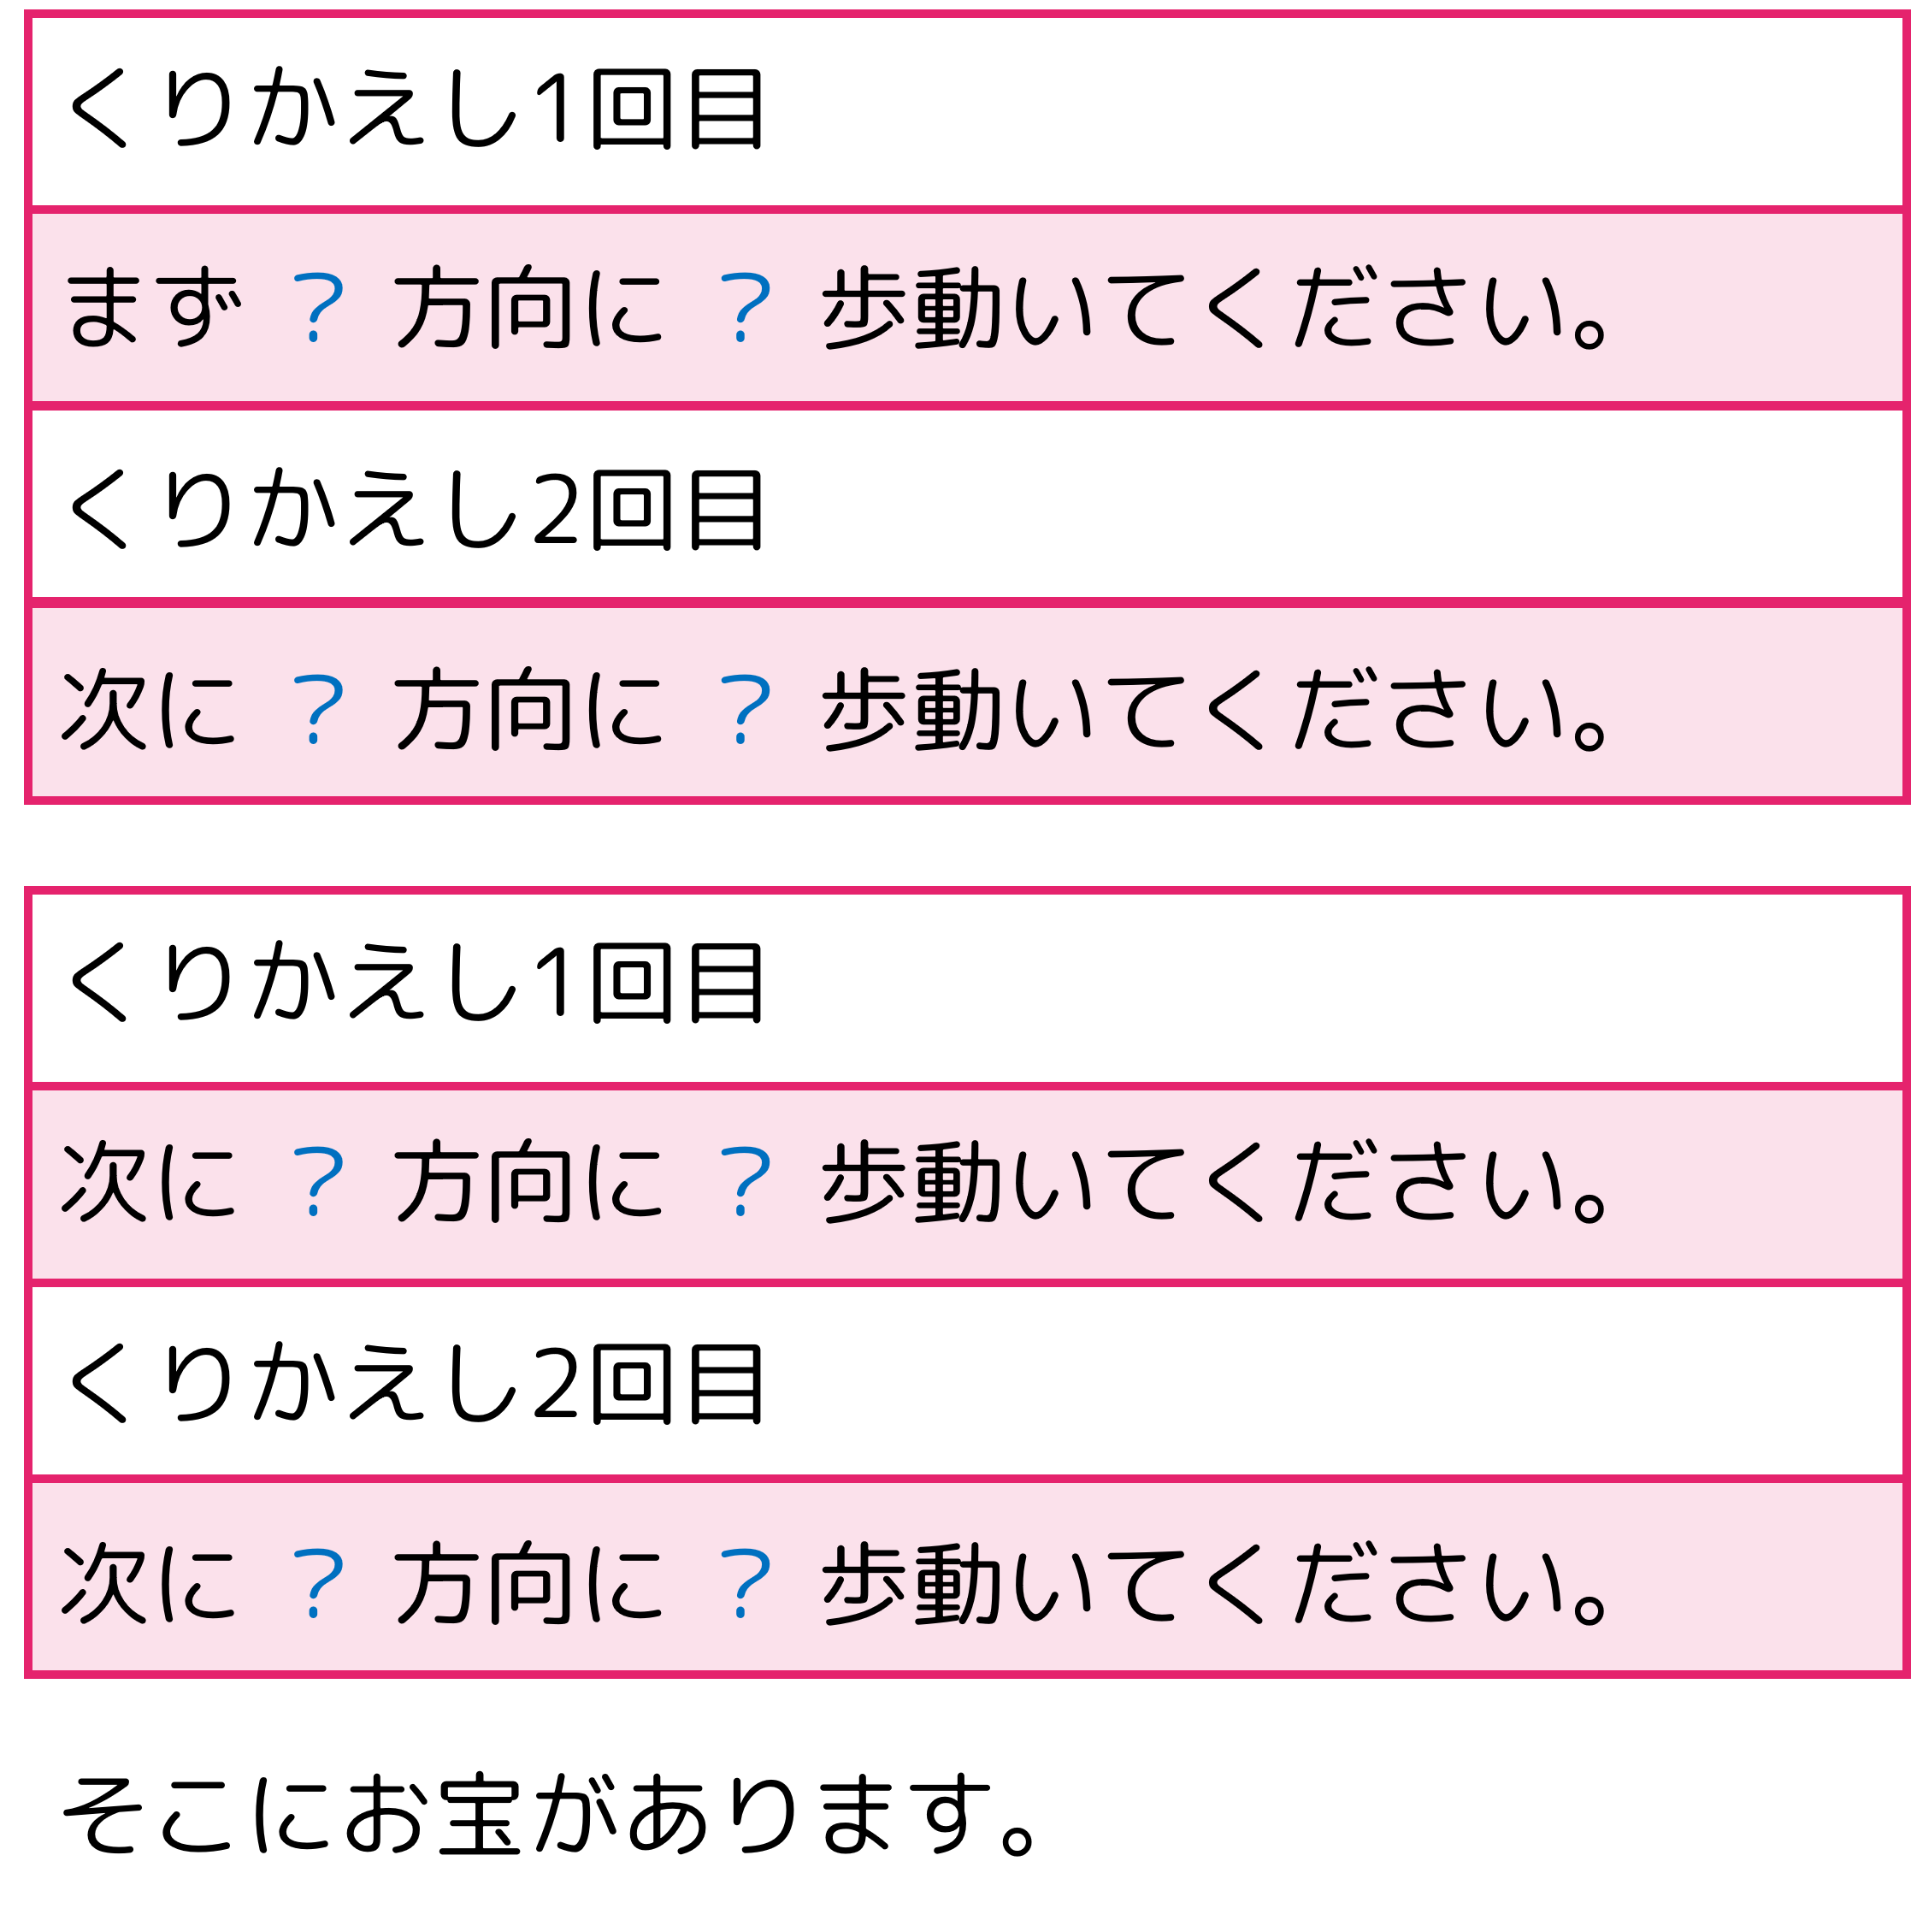 くりかえし1回目
まず ? 方向に ? 歩動いてください。
くりかえし2回目
次に ? 方向に ? 歩動いてください。
くりかえし1回目
次に ? 方向に ? 歩動いてください。
くりかえし2回目
次に ? 方向に ? 歩動いてください。
そこにお宝があります。